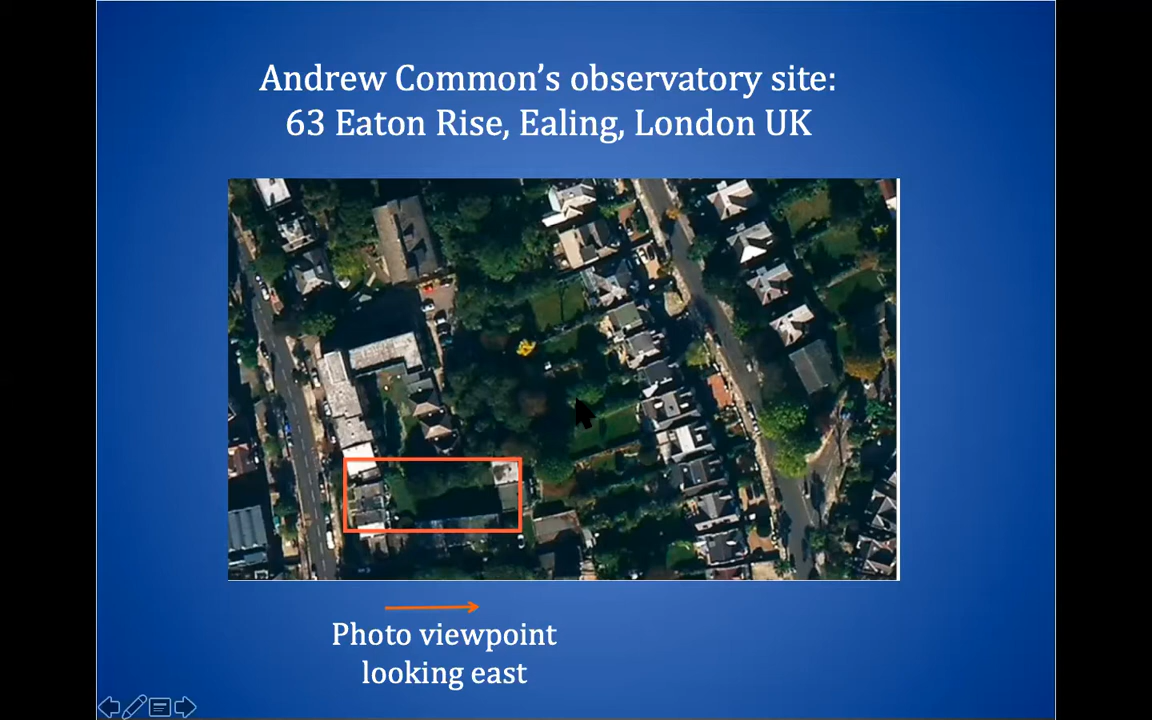 Andrew Common’s observatory site:
63 Eaton Rise, Ealing, London UK
Photo viewpoint
looking east